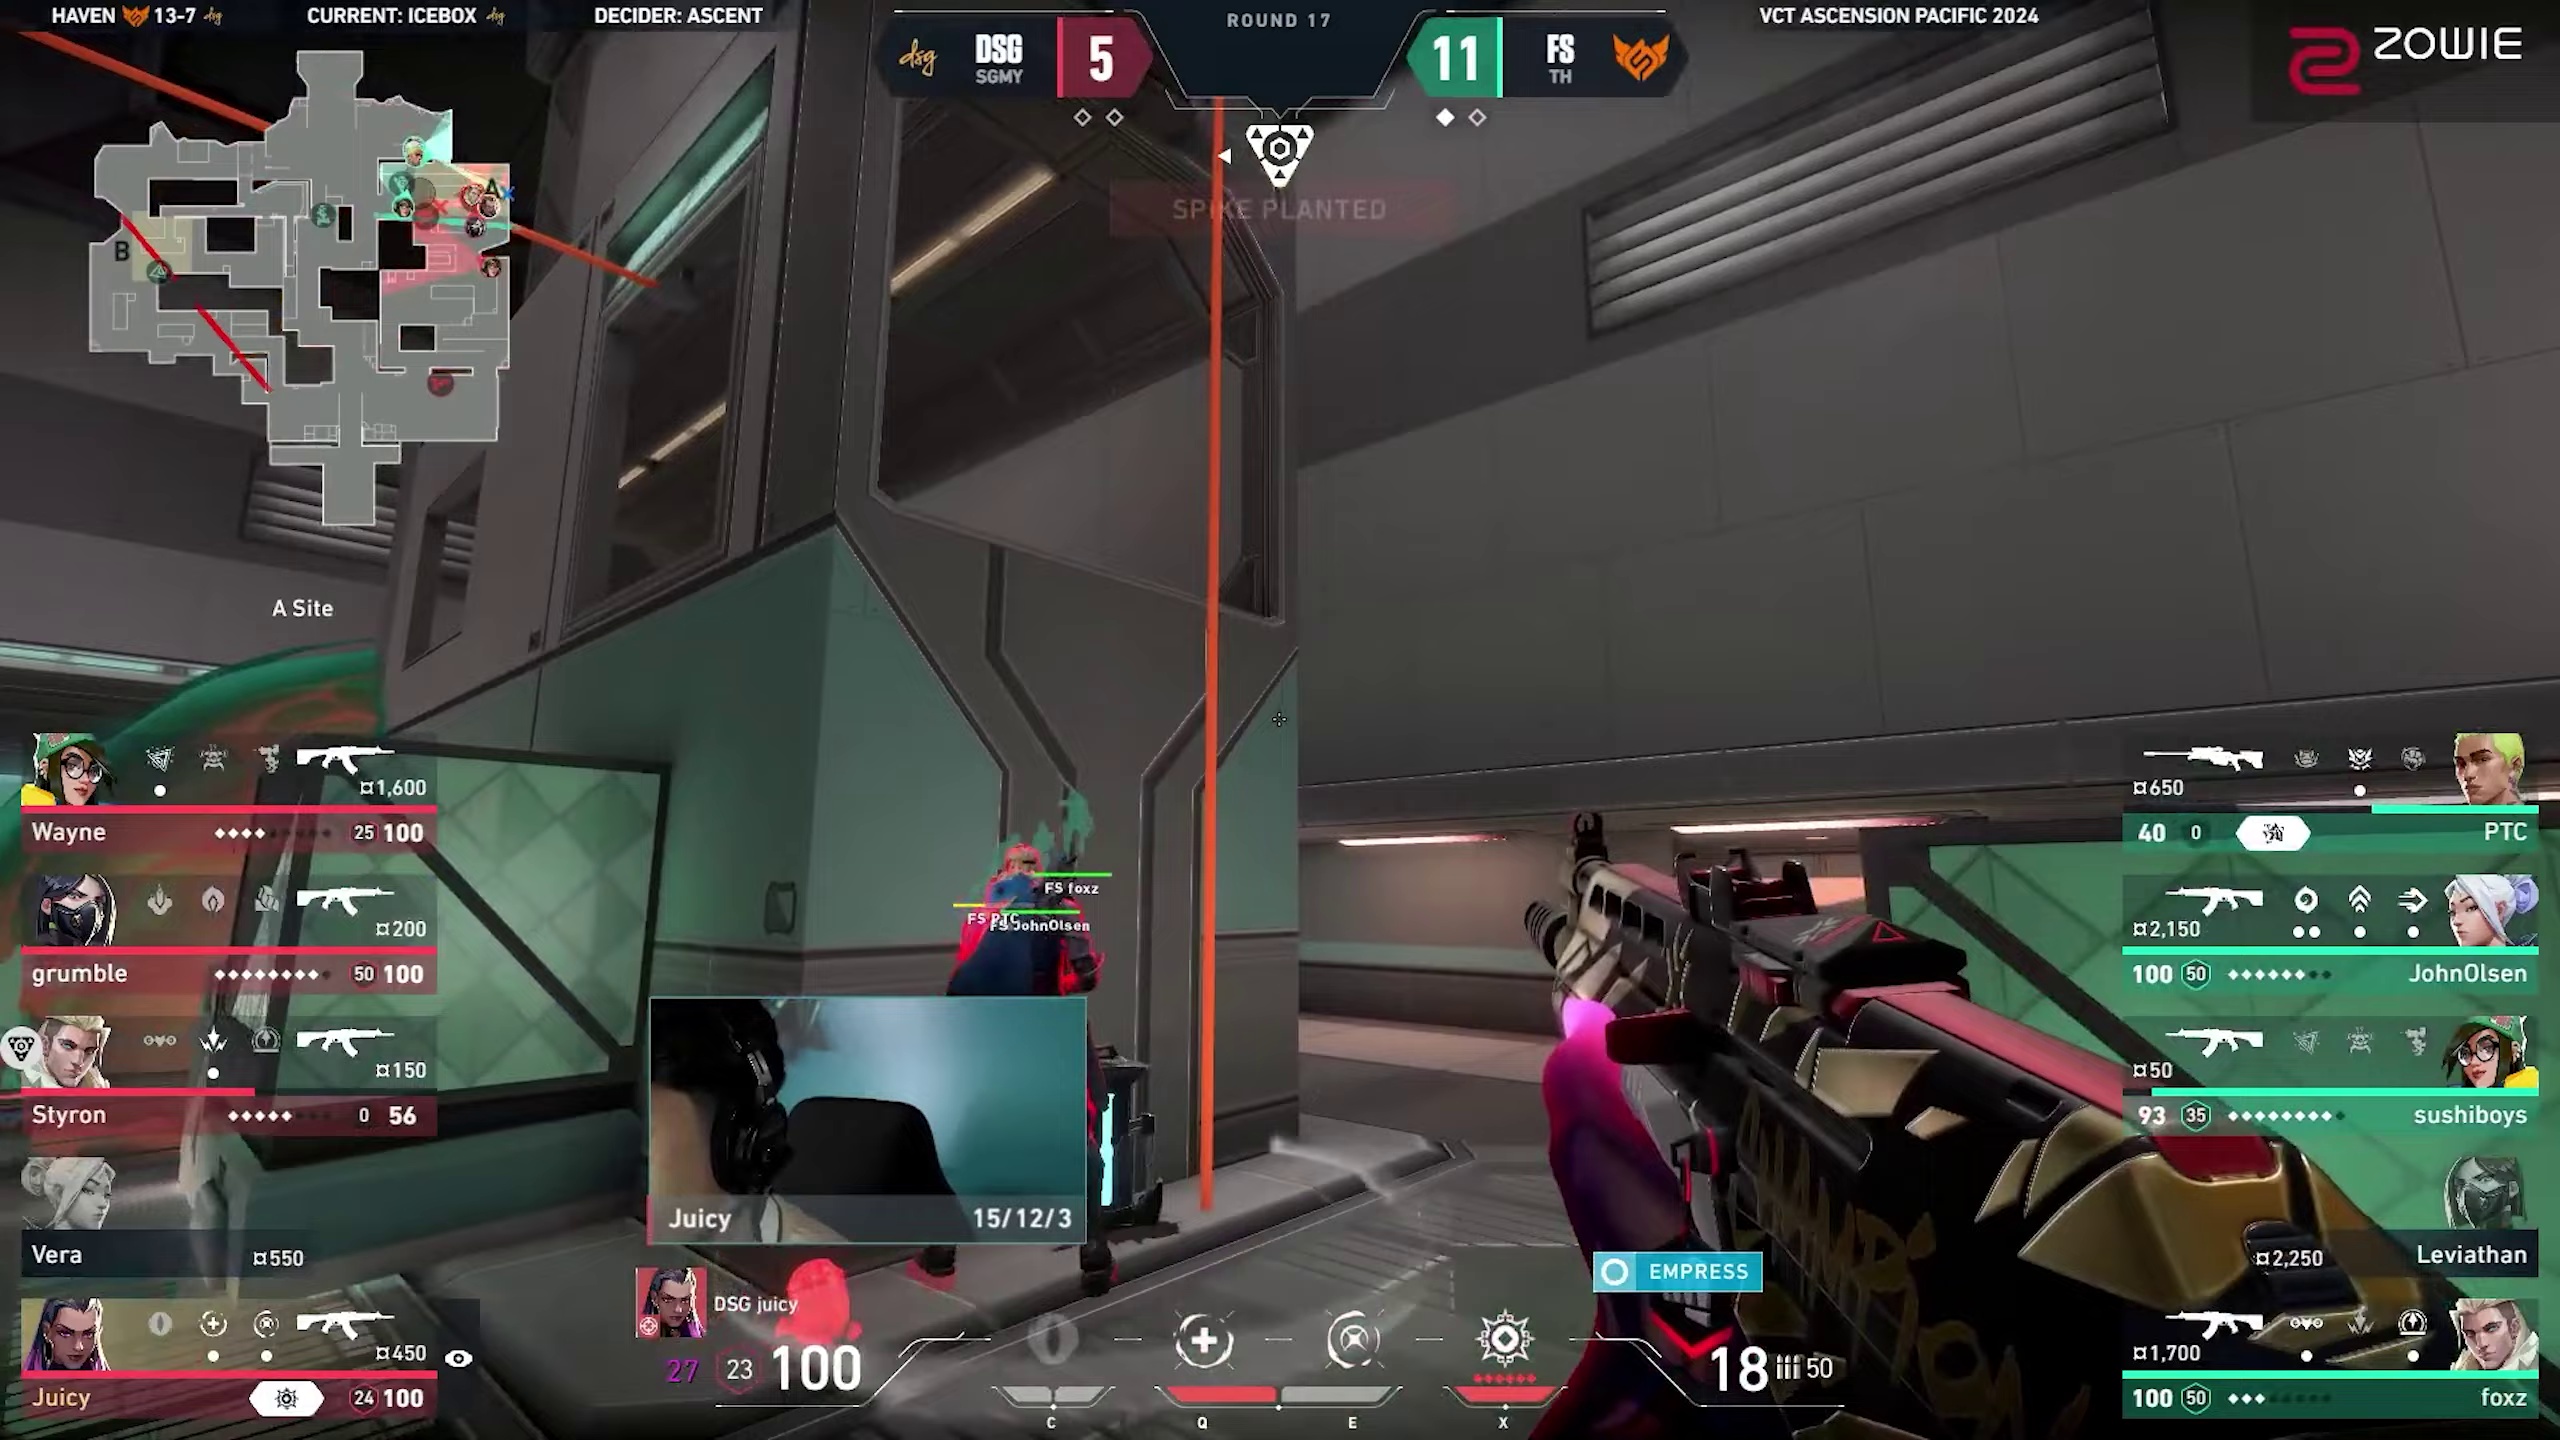 HAVEN 13-7 dsg
CURRENT: ICEBOX dsg
DECIDER: ASCENT
dsg DSG 5
SGMY
ROUND 17
11 FS
TH
VCT ASCENSION PACIFIC 2024
ZOWIE
SPIKE PLANTED
A
B
A Site
¤1,600
Wayne 25 100
¤200
grumble 50 100
¤150
Styron 0 56
Vera ¤550
¤450
Juicy 24 100
FS foxz
FS PTC
FS JohnOlsen
Juicy 15/12/3
DSG juicy
27 23 100
C Q E X
EMPRESS
18 50
¤650
40 0 PTC
¤2,150
100 50 JohnOlsen
¤50
93 35 sushiboys
¤2,250 Leviathan
¤1,700
100 50 foxz